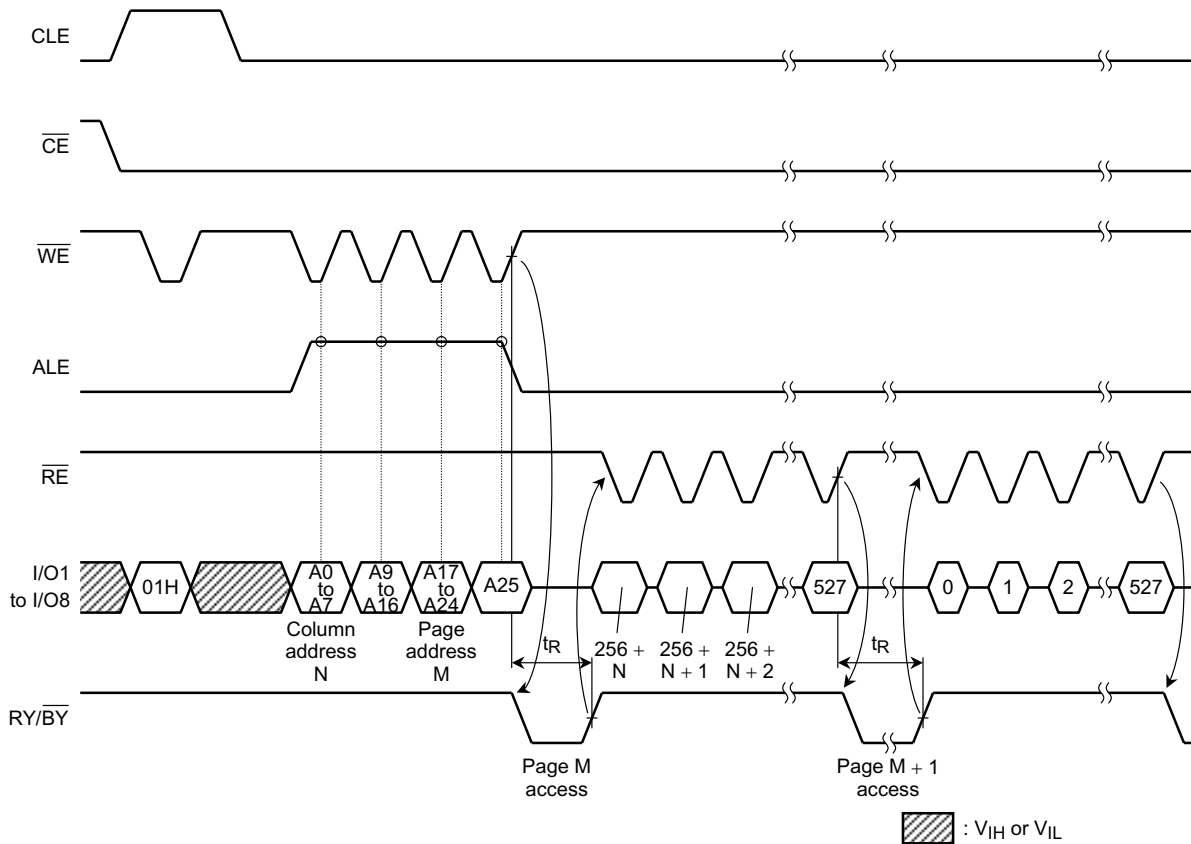 CLE
CE
WE
ALE
RE
I/O1
to I/O8
01H
A0
to
A7
A9
to
A16
A17
to
A24
A25
527
0
1
2
527
Column
address
N
Page
address
M
tR
256 +
N
256 +
N + 1
256 +
N + 2
tR
RY/BY
Page M
access
Page M + 1
access
: VIH or VIL